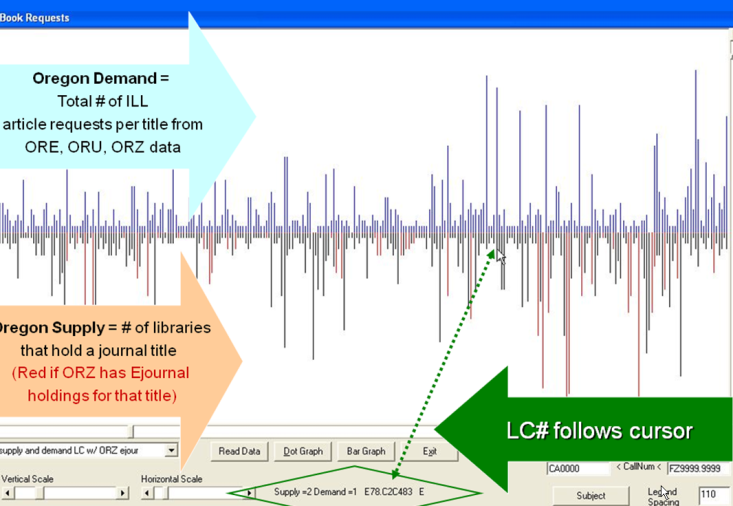 Book Requests
Oregon Demand =
Total # of ILL
article requests per title from
ORE, ORU, ORZ data
Oregon Supply = # of libraries
that hold a journal title
(Red if ORZ has Ejournal
holdings for that title)
LC# follows cursor
supply and demand LC w/ ORZ ejour
Read Data
Dot Graph
Bar Graph
Exit
CA0000 < CallNum < FZ9999.9999
Vertical Scale
Horizontal Scale
Supply =2 Demand =1 E78.C2C483 E
Subject
Legend
Spacing
110